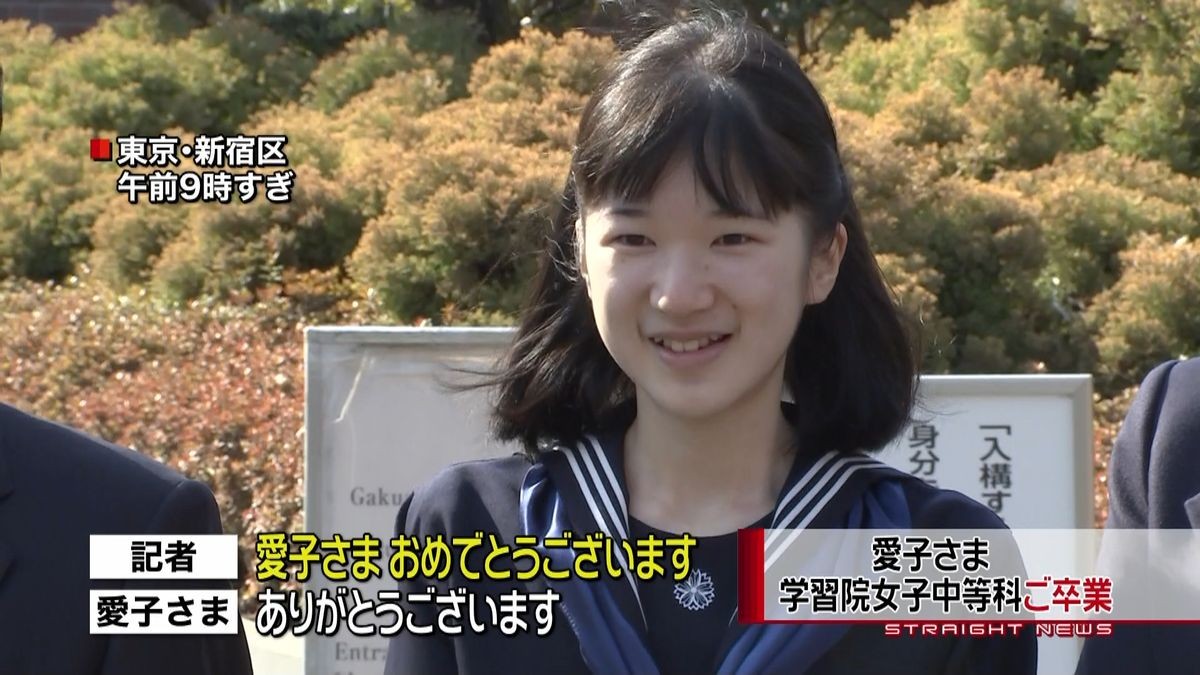 東京・新宿区
午前9時すぎ
「入構す
身分
Gaku
記者
愛子さま おめでとうございます
愛子さま
ありがとうございます
Entr
愛子さま
学習院女子中等科ご卒業
STRAIGHT NEWS